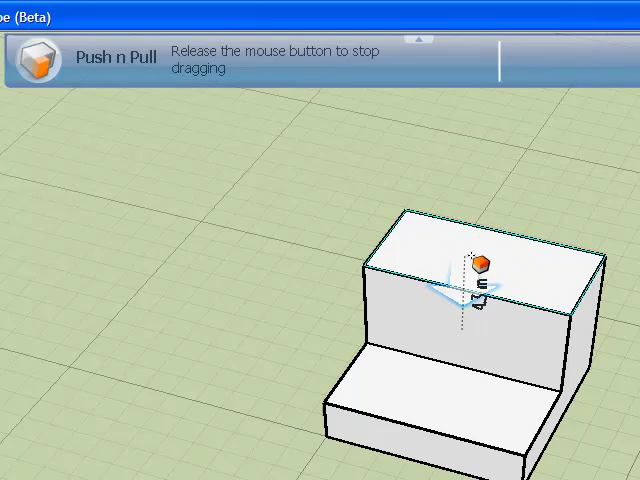 pe (Beta)
Push n Pull
Release the mouse button to stop
dragging